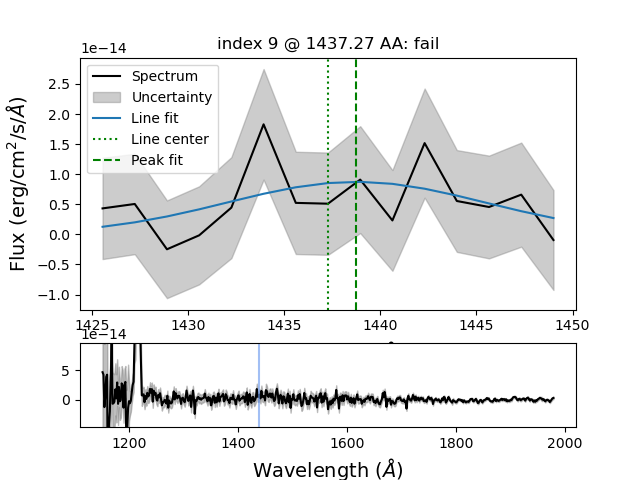 index 9 @ 1437.27 AA: fail
1e−14
Spectrum
Uncertainty
Line fit
Line center
Peak fit
2.5
2.0
1.5
1.0
0.5
0.0
−0.5
−1.0
Flux (erg/cm²/s/Å)
1425 1430 1435 1440 1445 1450
1e−14
5
0
1200 1400 1600 1800 2000
Wavelength (Å)